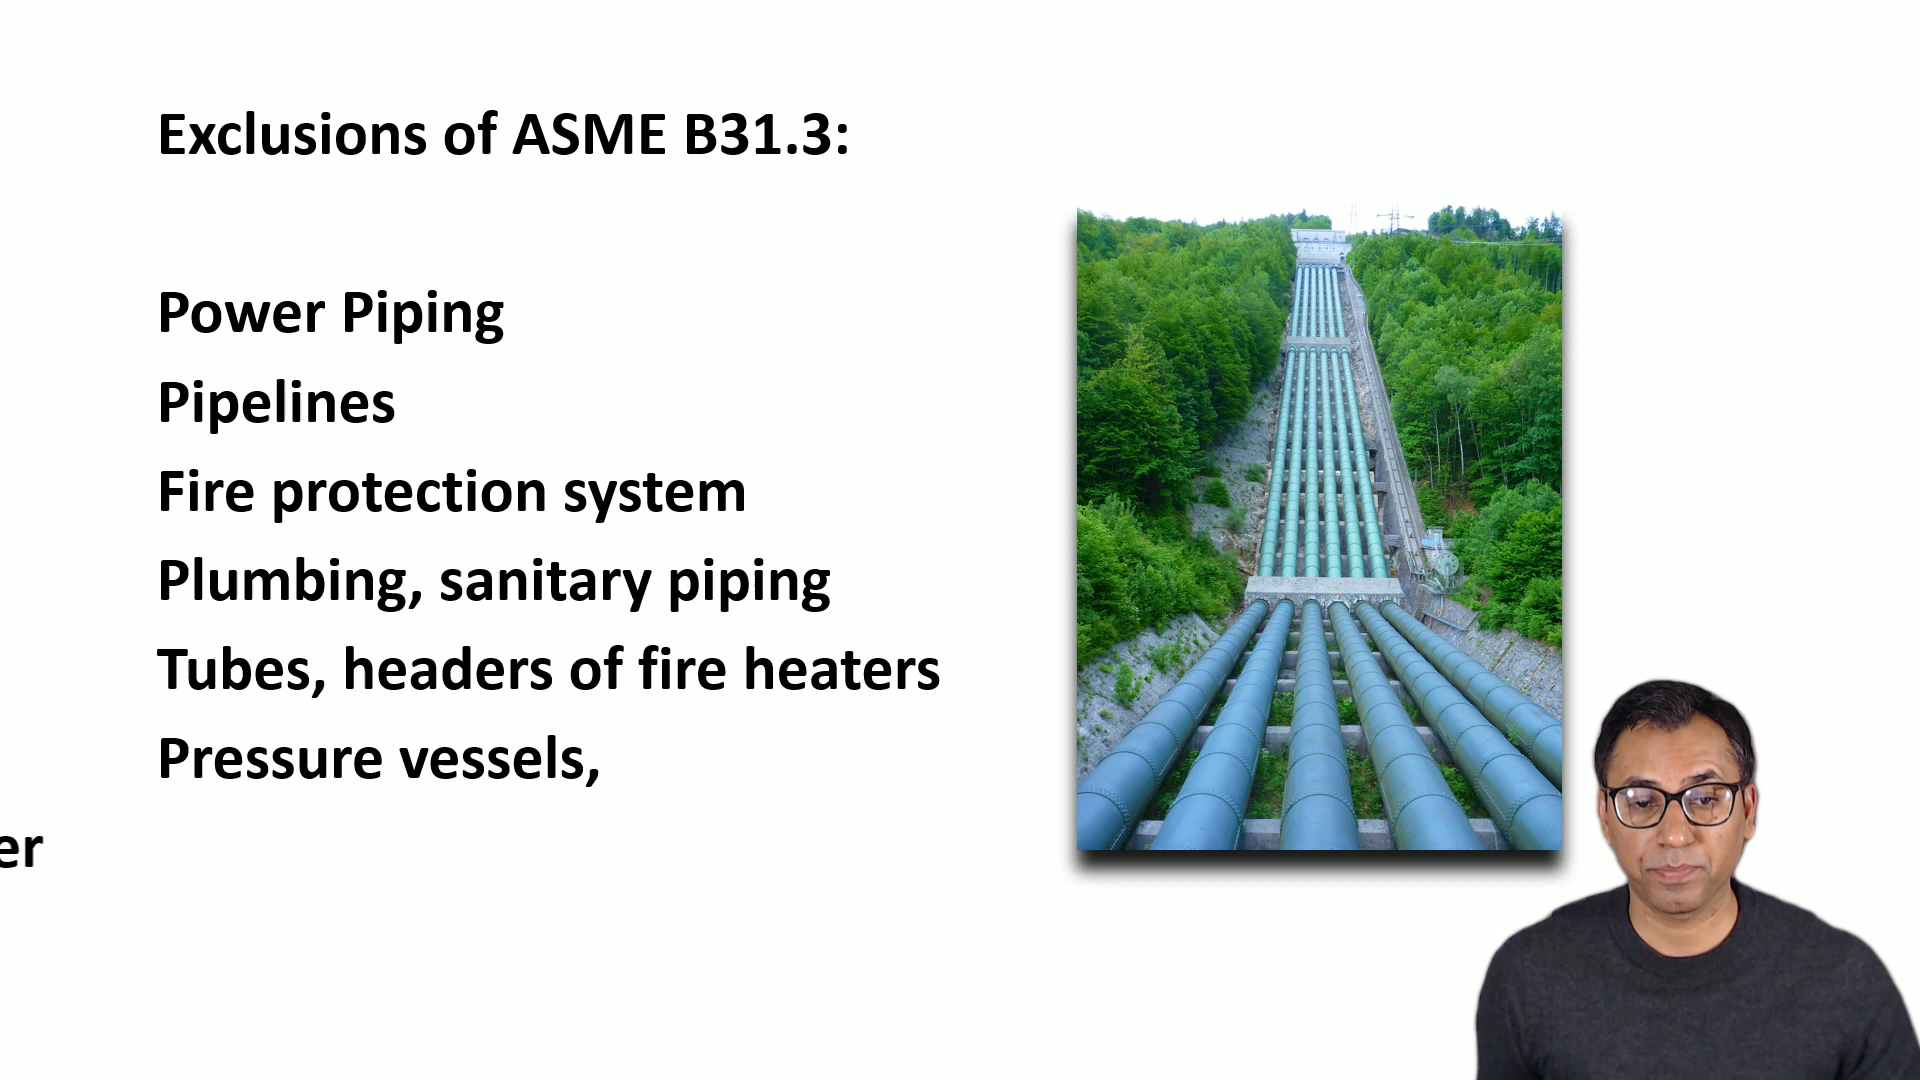 Exclusions of ASME B31.3:
Power Piping
Pipelines
Fire protection system
Plumbing, sanitary piping
Tubes, headers of fire heaters
Pressure vessels,
er